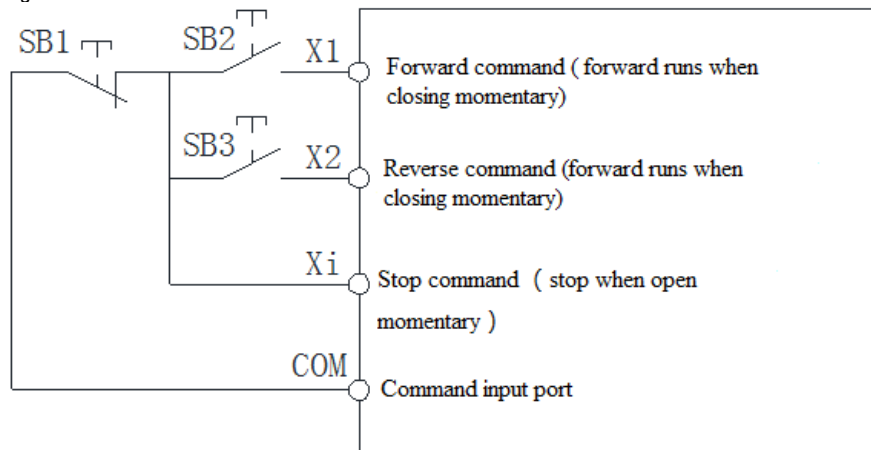 SB1
SB2
X1
Forward command ( forward runs when
closing momentary)
SB3
X2
Reverse command (forward runs when
closing momentary)
Xi
Stop command ( stop when open
momentary )
COM
Command input port